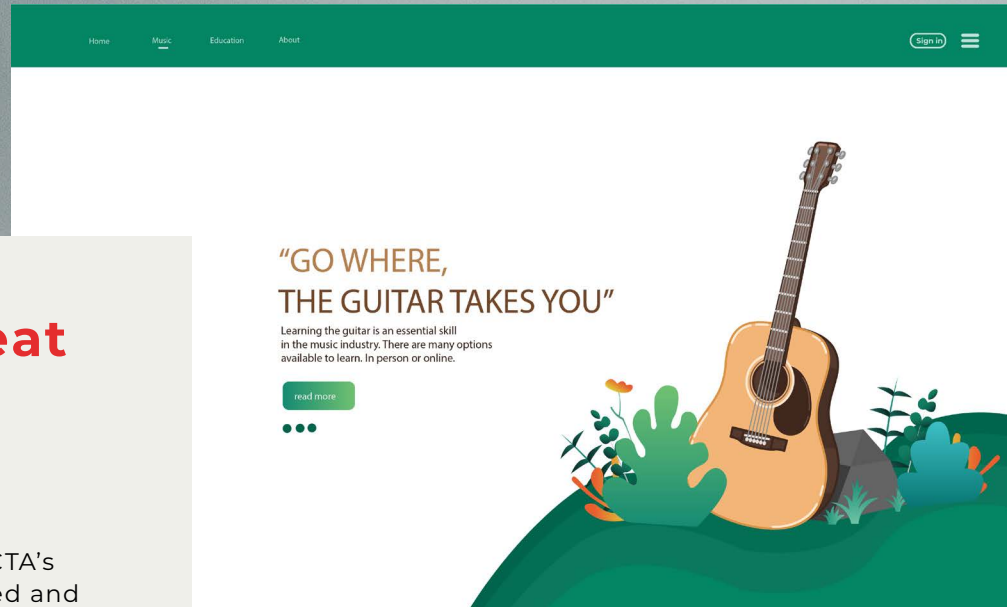 Home Music Education About Sign in
“GO WHERE,
THE GUITAR TAKES YOU”
Learning the guitar is an essential skill
in the music industry. There are many options
available to learn. In person or online.
read more
eat
CTA’s
ed and